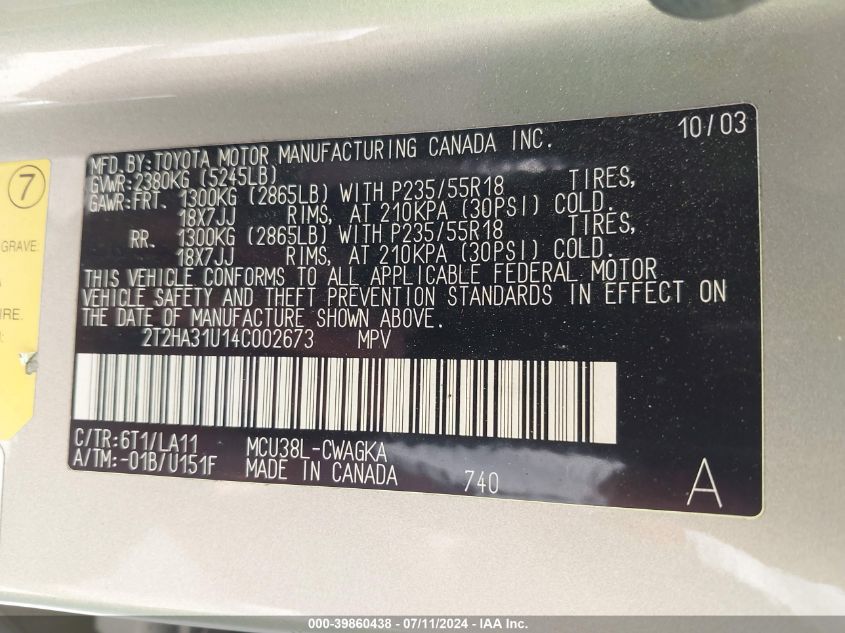 10/03
MFD. BY: TOYOTA MOTOR MANUFACTURING CANADA INC.
GVWR: 2380KG (5245LB)
GAWR: FRT. 1300KG (2865LB) WITH P235/55R18 TIRES,
18X7JJ RIMS, AT 210KPA (30PSI) COLD.
RR. 1300KG (2865LB) WITH P235/55R18 TIRES,
18X7JJ RIMS, AT 210KPA (30PSI) COLD.
THIS VEHICLE CONFORMS TO ALL APPLICABLE FEDERAL MOTOR
VEHICLE SAFETY AND THEFT PREVENTION STANDARDS IN EFFECT ON
THE DATE OF MANUFACTURE SHOWN ABOVE.
2T2HA31U14C002673 MPV
C/TR: 6T1/LA11 MCU38L-CWAGKA
A/TM: -01B/U151F MADE IN CANADA 740 A
7
GRAVE.
000-39860438 - 07/11/2024 - IAA Inc.